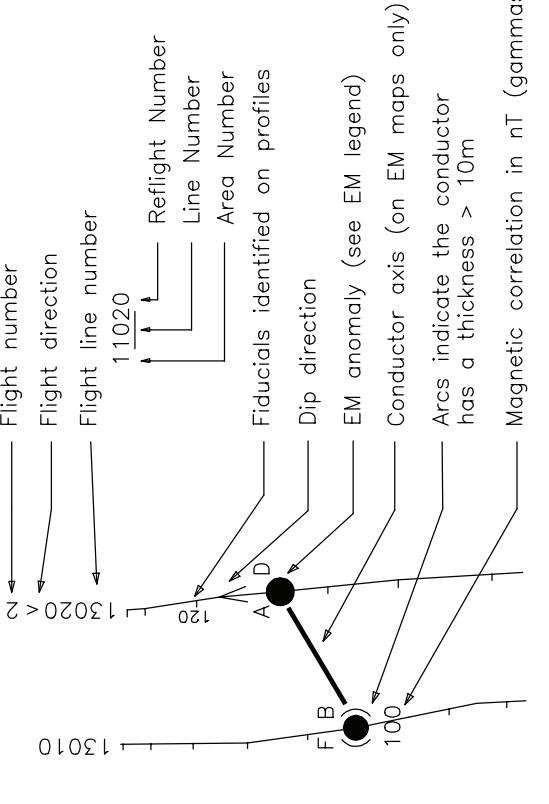 Flight number
Flight direction
Flight line number
11020
Reflight Number
Line Number
Area Number
Fiducials identified on profiles
Dip direction
EM anomaly (see EM legend)
Conductor axis (on EM maps only)
Arcs indicate the conductor
has a thickness > 10m
Magnetic correlation in nT (gammas
13020 > 2
120
A D
13010
F B
100